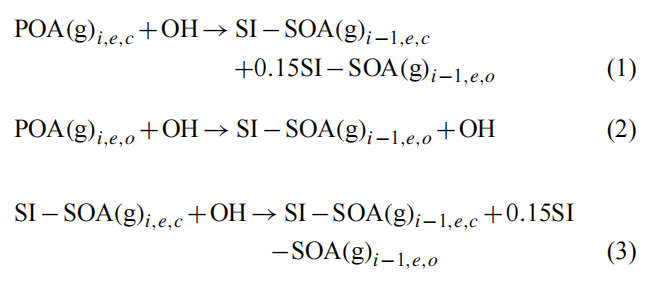 POA(g)i,e,c + OH → SI − SOA(g)i−1,e,c
+0.15SI − SOA(g)i−1,e,o (1)
POA(g)i,e,o + OH → SI − SOA(g)i−1,e,o + OH (2)
SI − SOA(g)i,e,c + OH → SI − SOA(g)i−1,e,c + 0.15SI
−SOA(g)i−1,e,o (3)